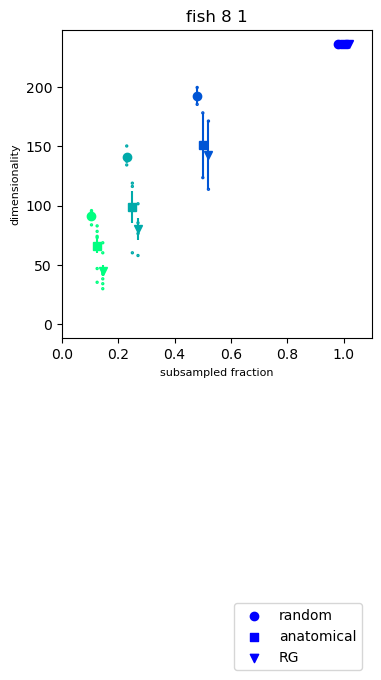 fish 8 1
dimensionality
200
150
100
50
0
0.0 0.2 0.4 0.6 0.8 1.0
subsampled fraction
random
anatomical
RG